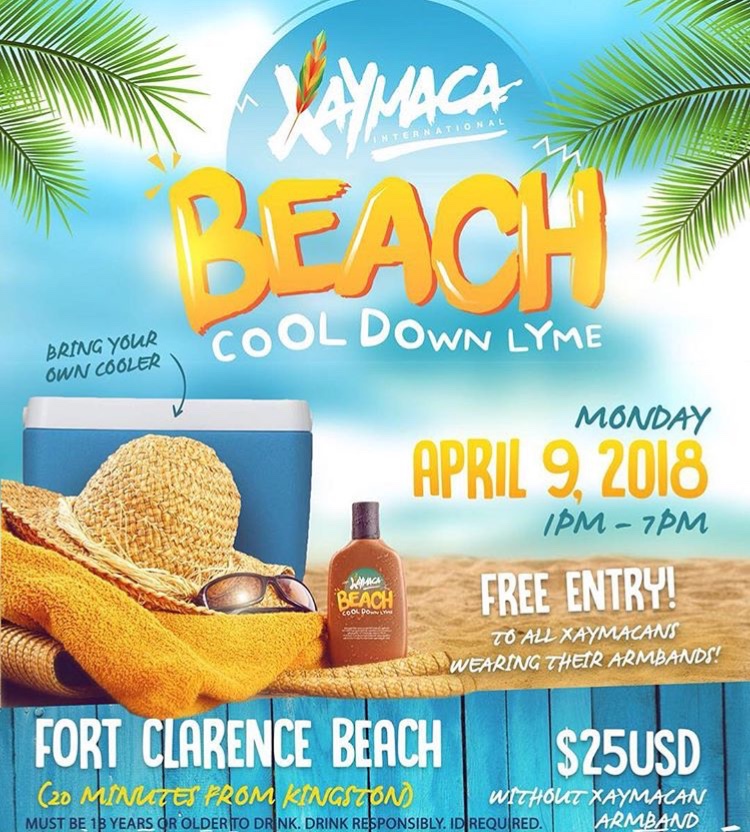 XAYMACA
INTERNATIONAL
BEACH
COOL DOWN LYME
BRING YOUR
OWN COOLER
MONDAY
APRIL 9, 2018
1PM - 7PM
XAYMACA
BEACH
COOL DOWN LYME
FREE ENTRY!
TO ALL XAYMACANS
WEARING THEIR ARMBANDS!
FORT CLARENCE BEACH
(20 MINUTES FROM KINGSTON)
$25USD
WITHOUT XAYMACAN
ARMBAND
MUST BE 18 YEARS OR OLDER TO DRINK. DRINK RESPONSIBLY. ID REQUIRED.